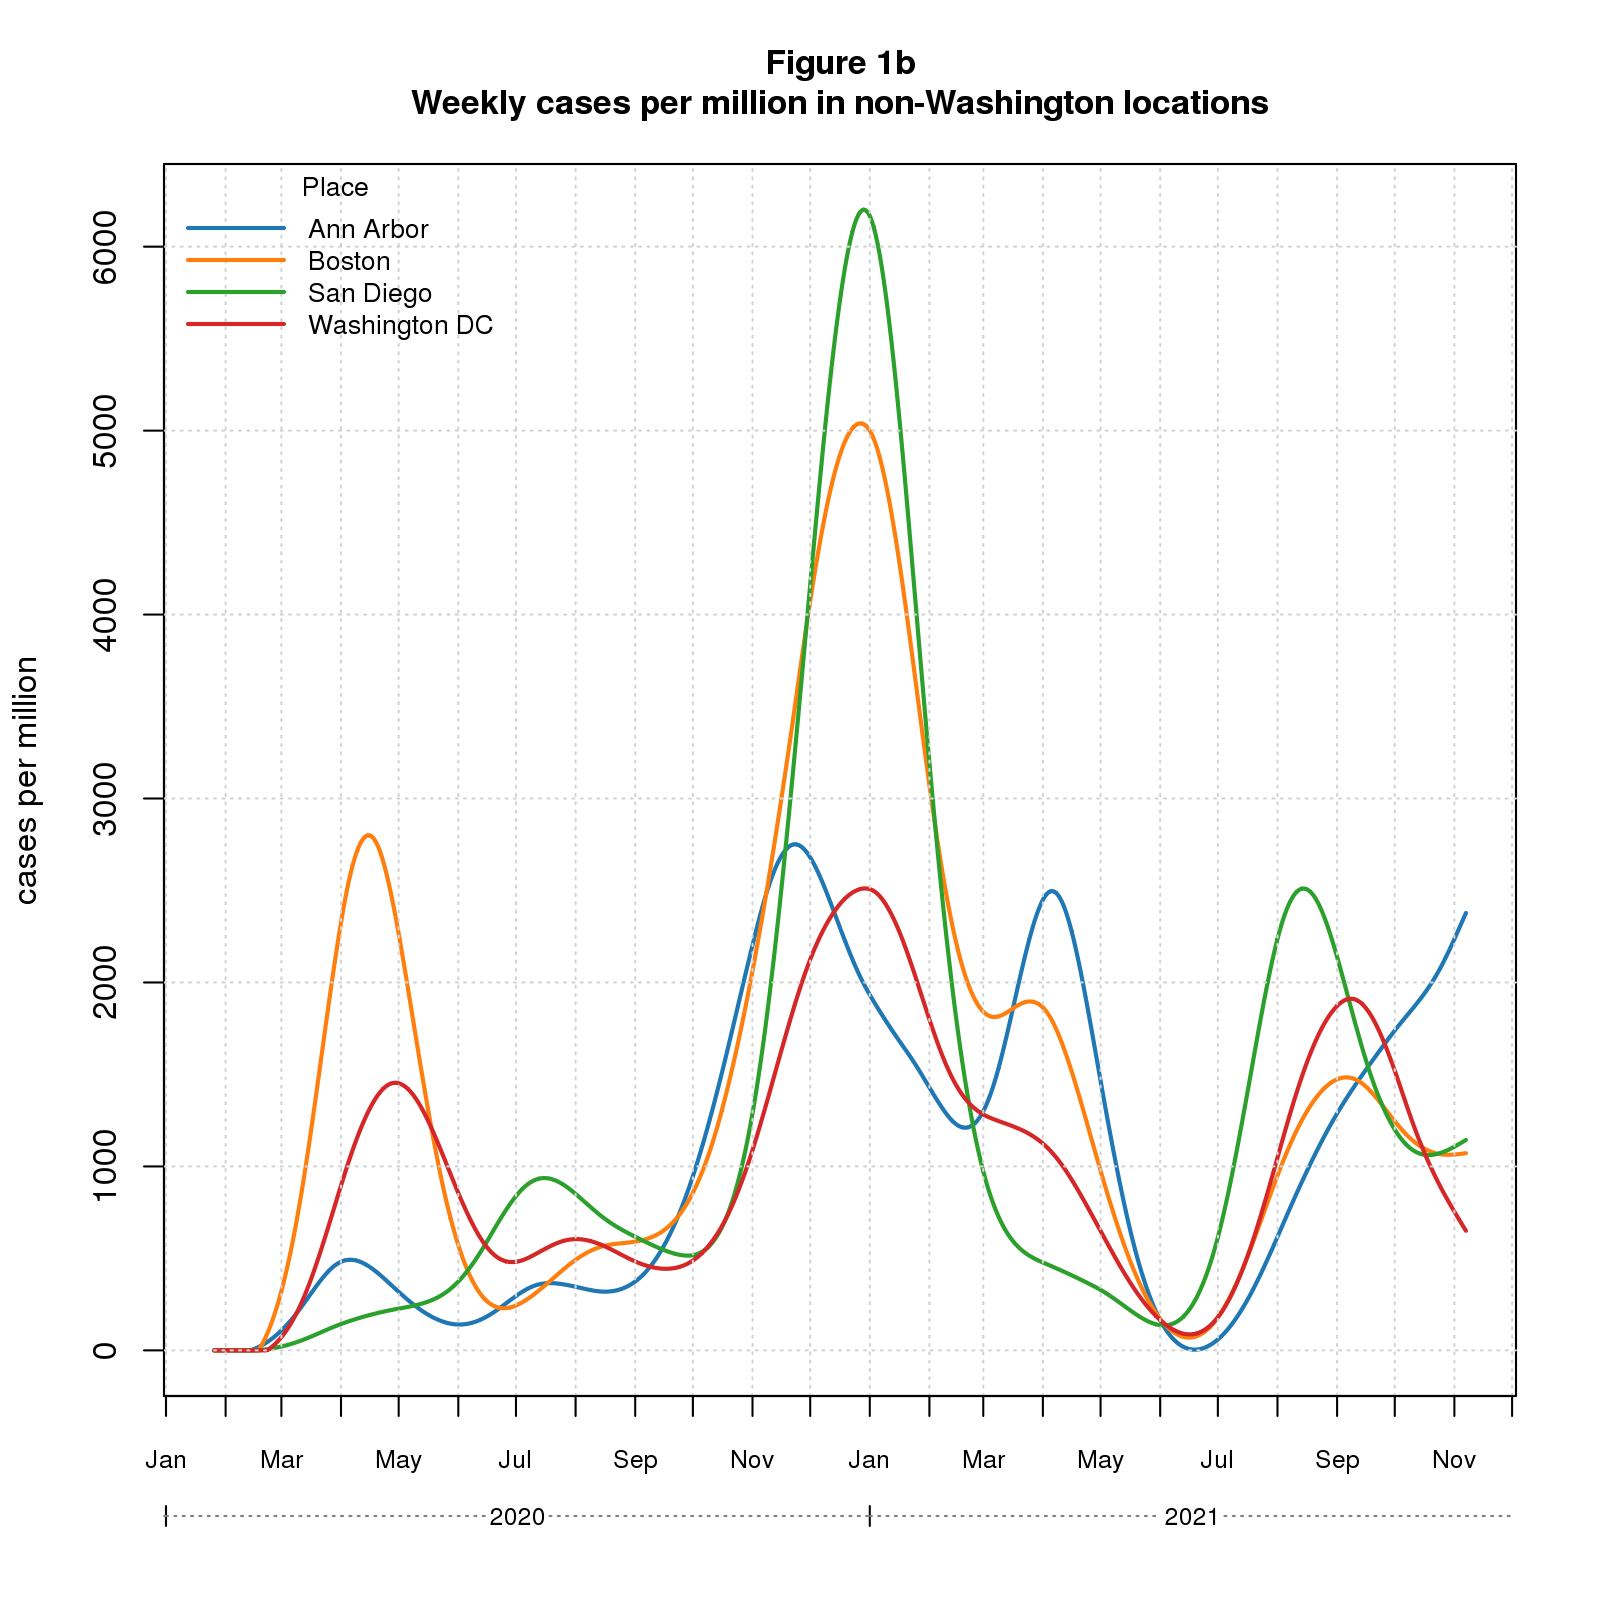 Figure 1b
Weekly cases per million in non-Washington locations
Place
Ann Arbor
Boston
San Diego
Washington DC
cases per million
6000
5000
4000
3000
2000
1000
0
Jan Mar May Jul Sep Nov Jan Mar May Jul Sep Nov
2020 2021